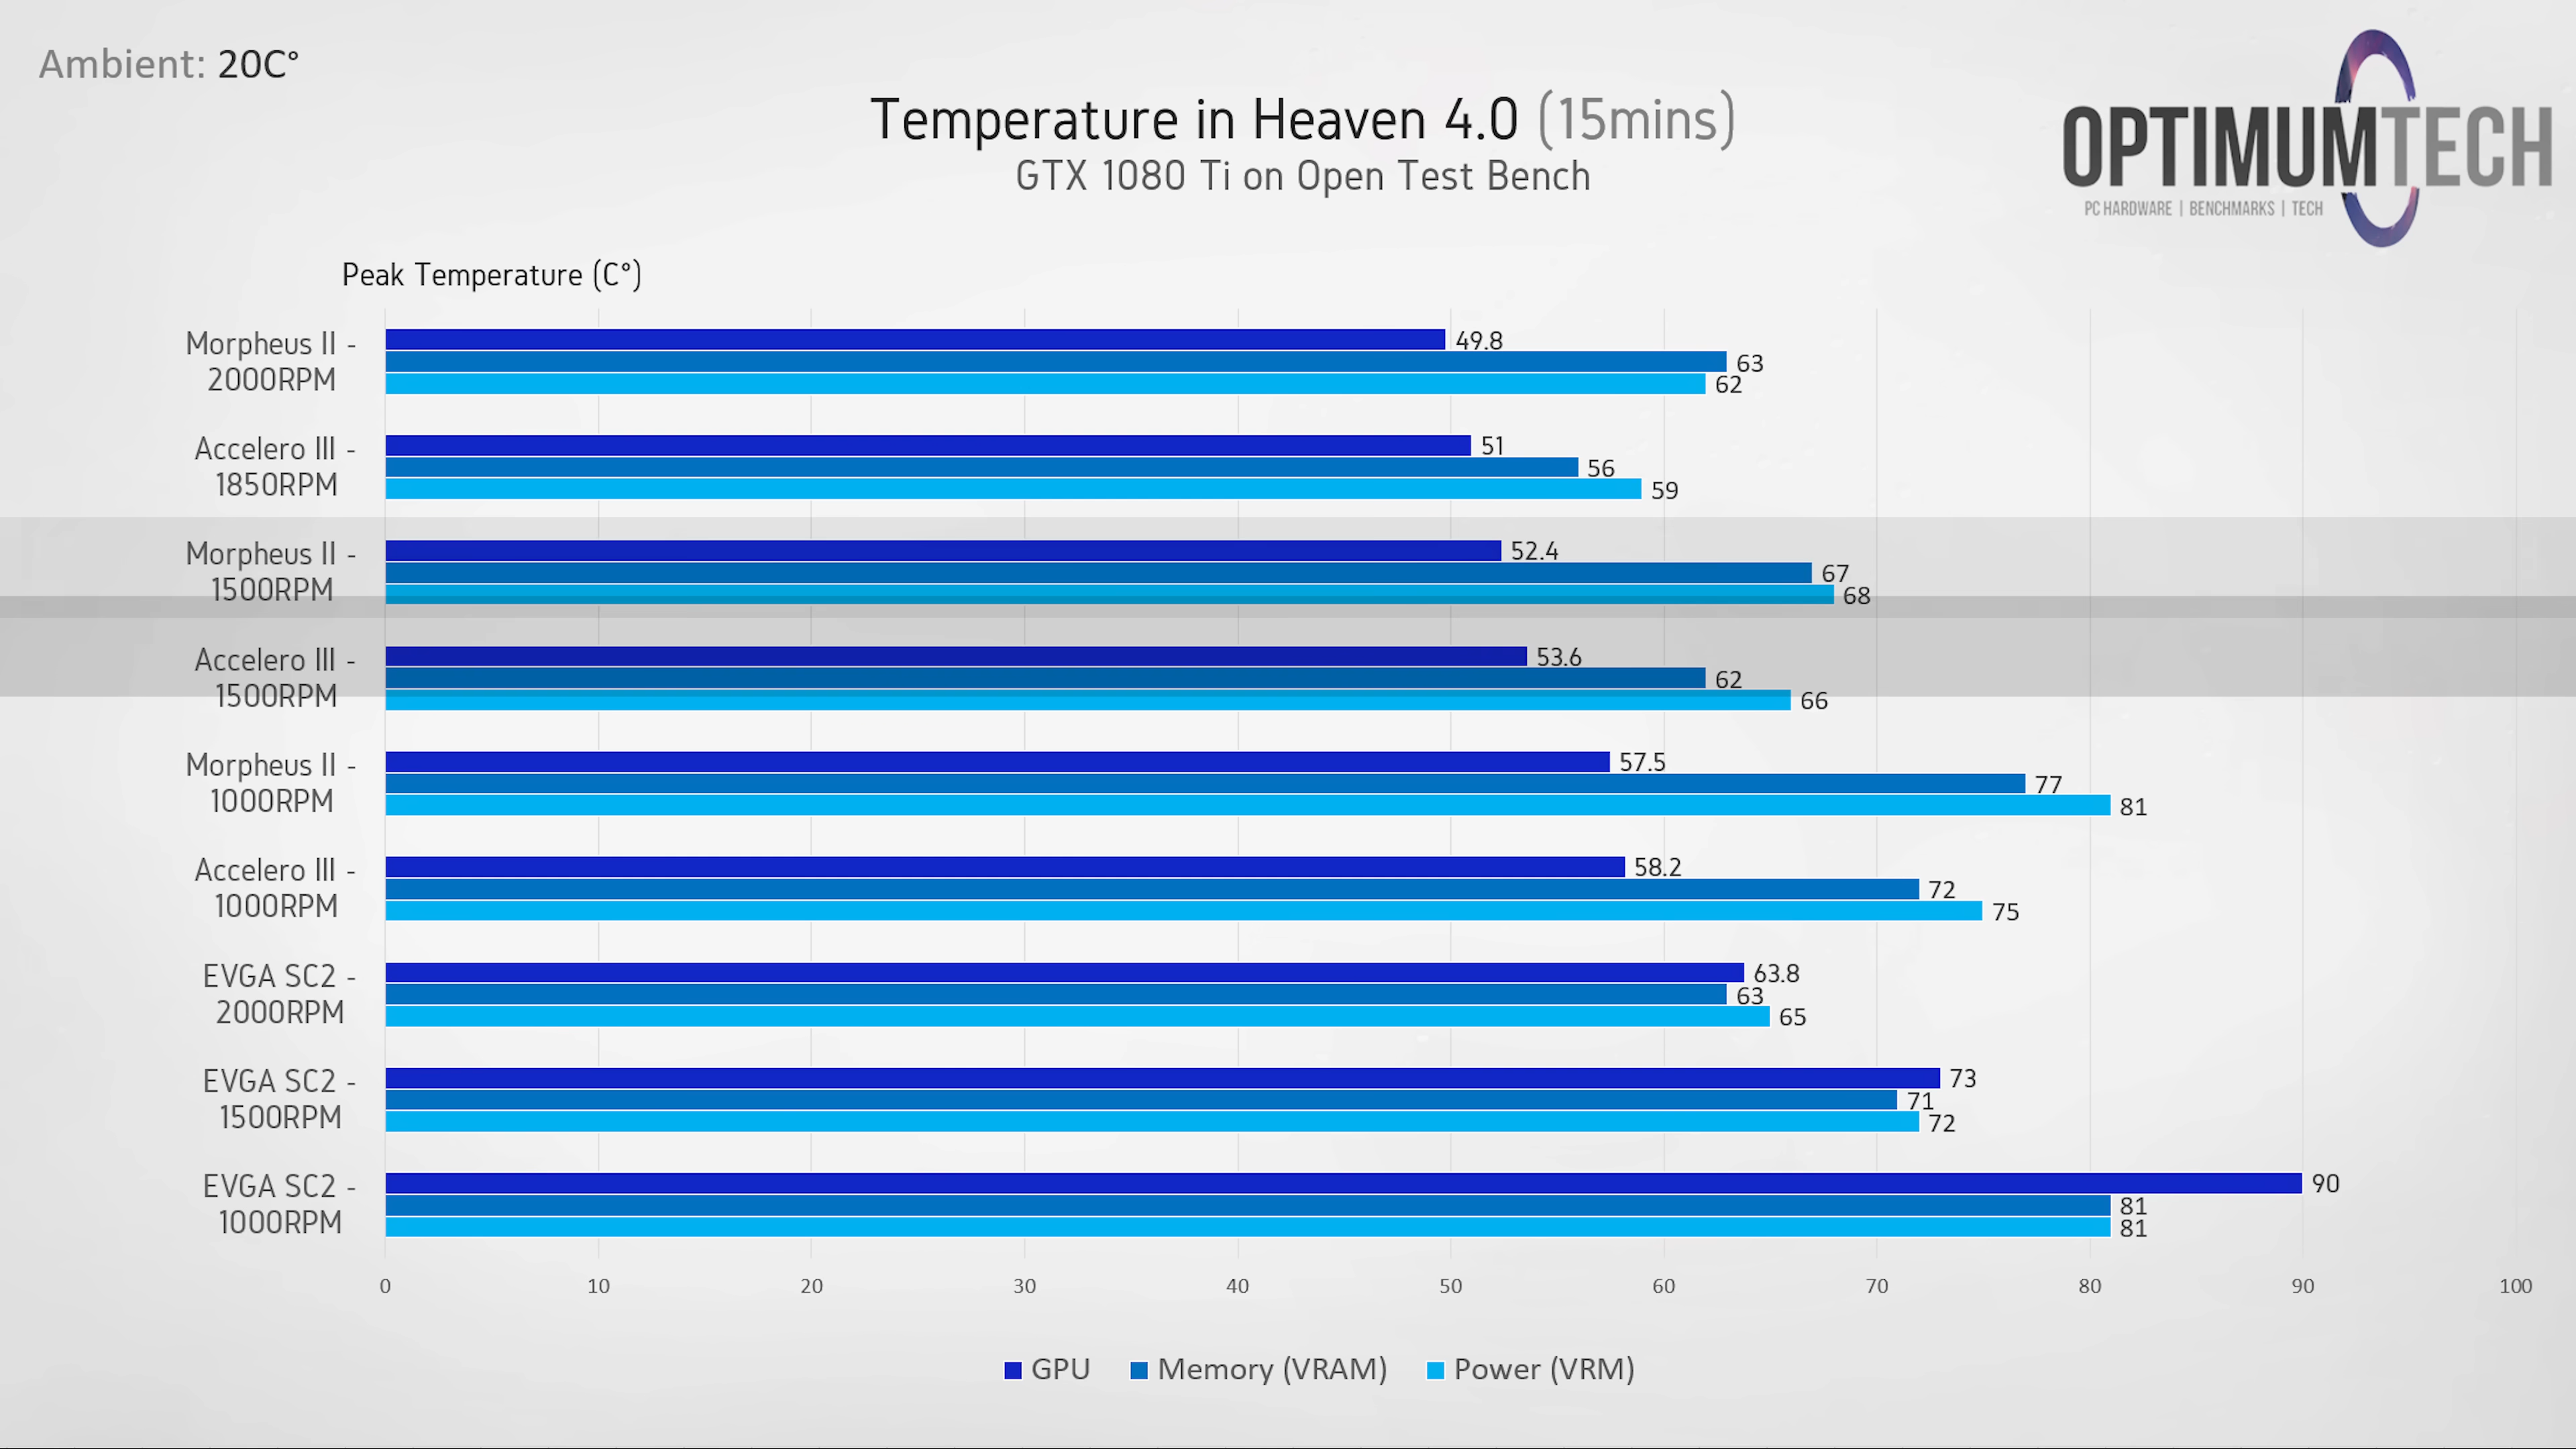 Ambient: 20C°
Temperature in Heaven 4.0 (15mins)
GTX 1080 Ti on Open Test Bench
OPTIMUMTECH
PC HARDWARE | BENCHMARKS | TECH
Peak Temperature (C°)
Morpheus II -
2000RPM
49.8
63
62
Accelero III -
1850RPM
51
56
59
Morpheus II -
1500RPM
52.4
67
68
Accelero III -
1500RPM
53.6
62
66
Morpheus II -
1000RPM
57.5
77
81
Accelero III -
1000RPM
58.2
72
75
EVGA SC2 -
2000RPM
63.8
63
65
EVGA SC2 -
1500RPM
73
71
72
EVGA SC2 -
1000RPM
90
81
81
0 10 20 30 40 50 60 70 80 90 100
GPU Memory (VRAM) Power (VRM)